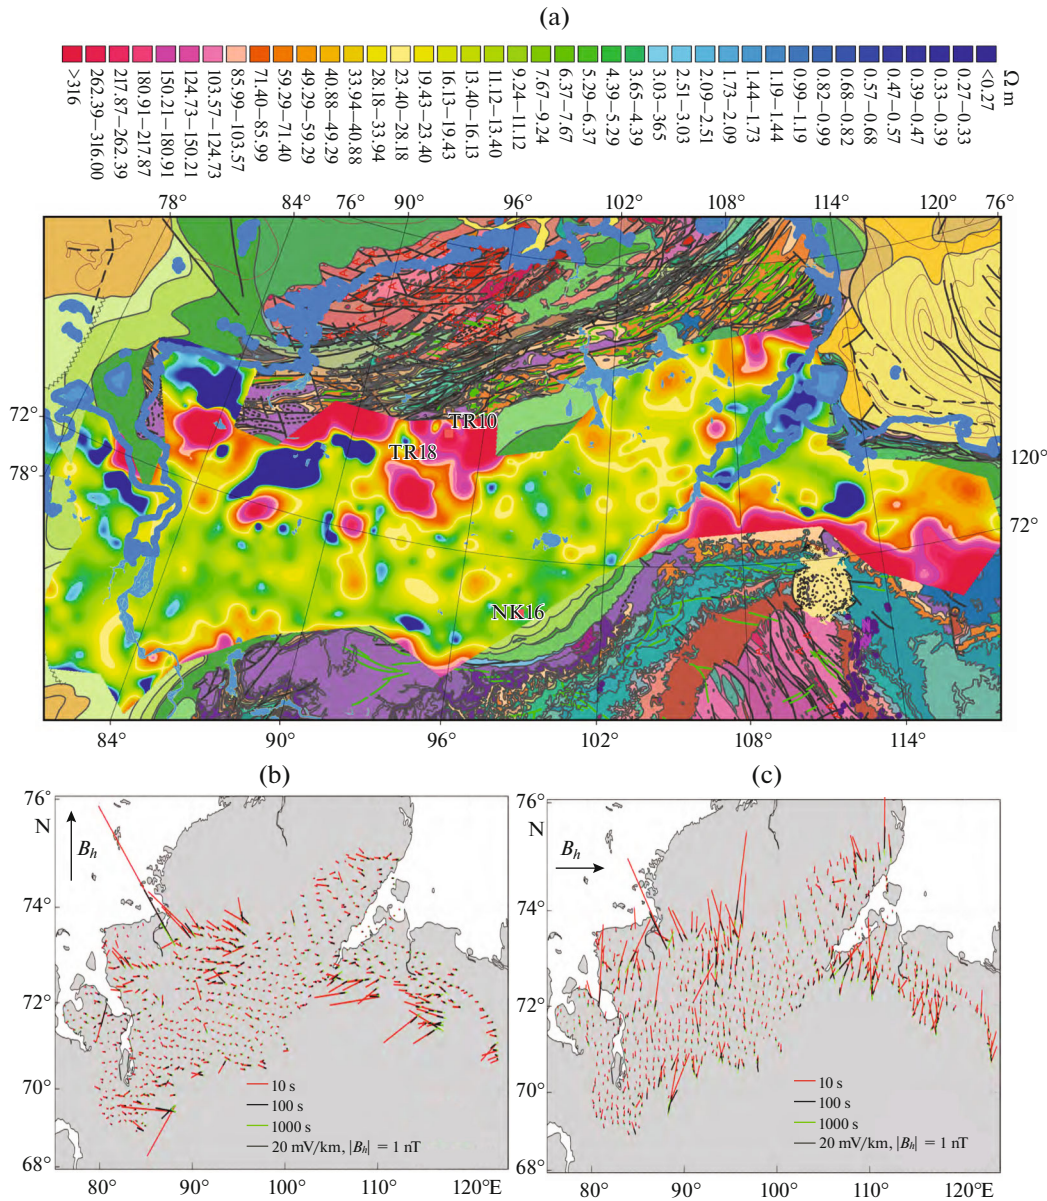 (a)
Ω m
>316
262.39–316.00
217.87–262.39
180.91–217.87
150.21–180.91
124.73–150.21
103.57–124.73
85.99–103.57
71.40–85.99
59.29–71.40
49.29–59.29
40.88–49.29
33.94–40.88
28.18–33.94
23.40–28.18
19.43–23.40
16.13–19.43
13.40–16.13
11.12–13.40
9.24–11.12
7.67–9.24
6.37–7.67
5.29–6.37
4.39–5.29
3.65–4.39
3.03–365
2.51–3.03
2.09–2.51
1.73–2.09
1.44–1.73
1.19–1.44
0.99–1.19
0.82–0.99
0.68–0.82
0.57–0.68
0.47–0.57
0.39–0.47
0.33–0.39
0.27–0.33
<0.27
78° 84° 76° 90° 96° 102° 108° 114° 120° 76°
72°
TR10
TR18
78°
120°
72°
NK16
84° 90° 96° 102° 108° 114°
(b)
76°
N
B_h
74°
72°
70°
68°
10 s
100 s
1000 s
20 mV/km, |B_h| = 1 nT
80° 90° 100° 110° 120°E
(c)
76°
N
B_h
74°
72°
70°
68°
10 s
100 s
1000 s
20 mV/km, |B_h| = 1 nT
80° 90° 100° 110° 120°E